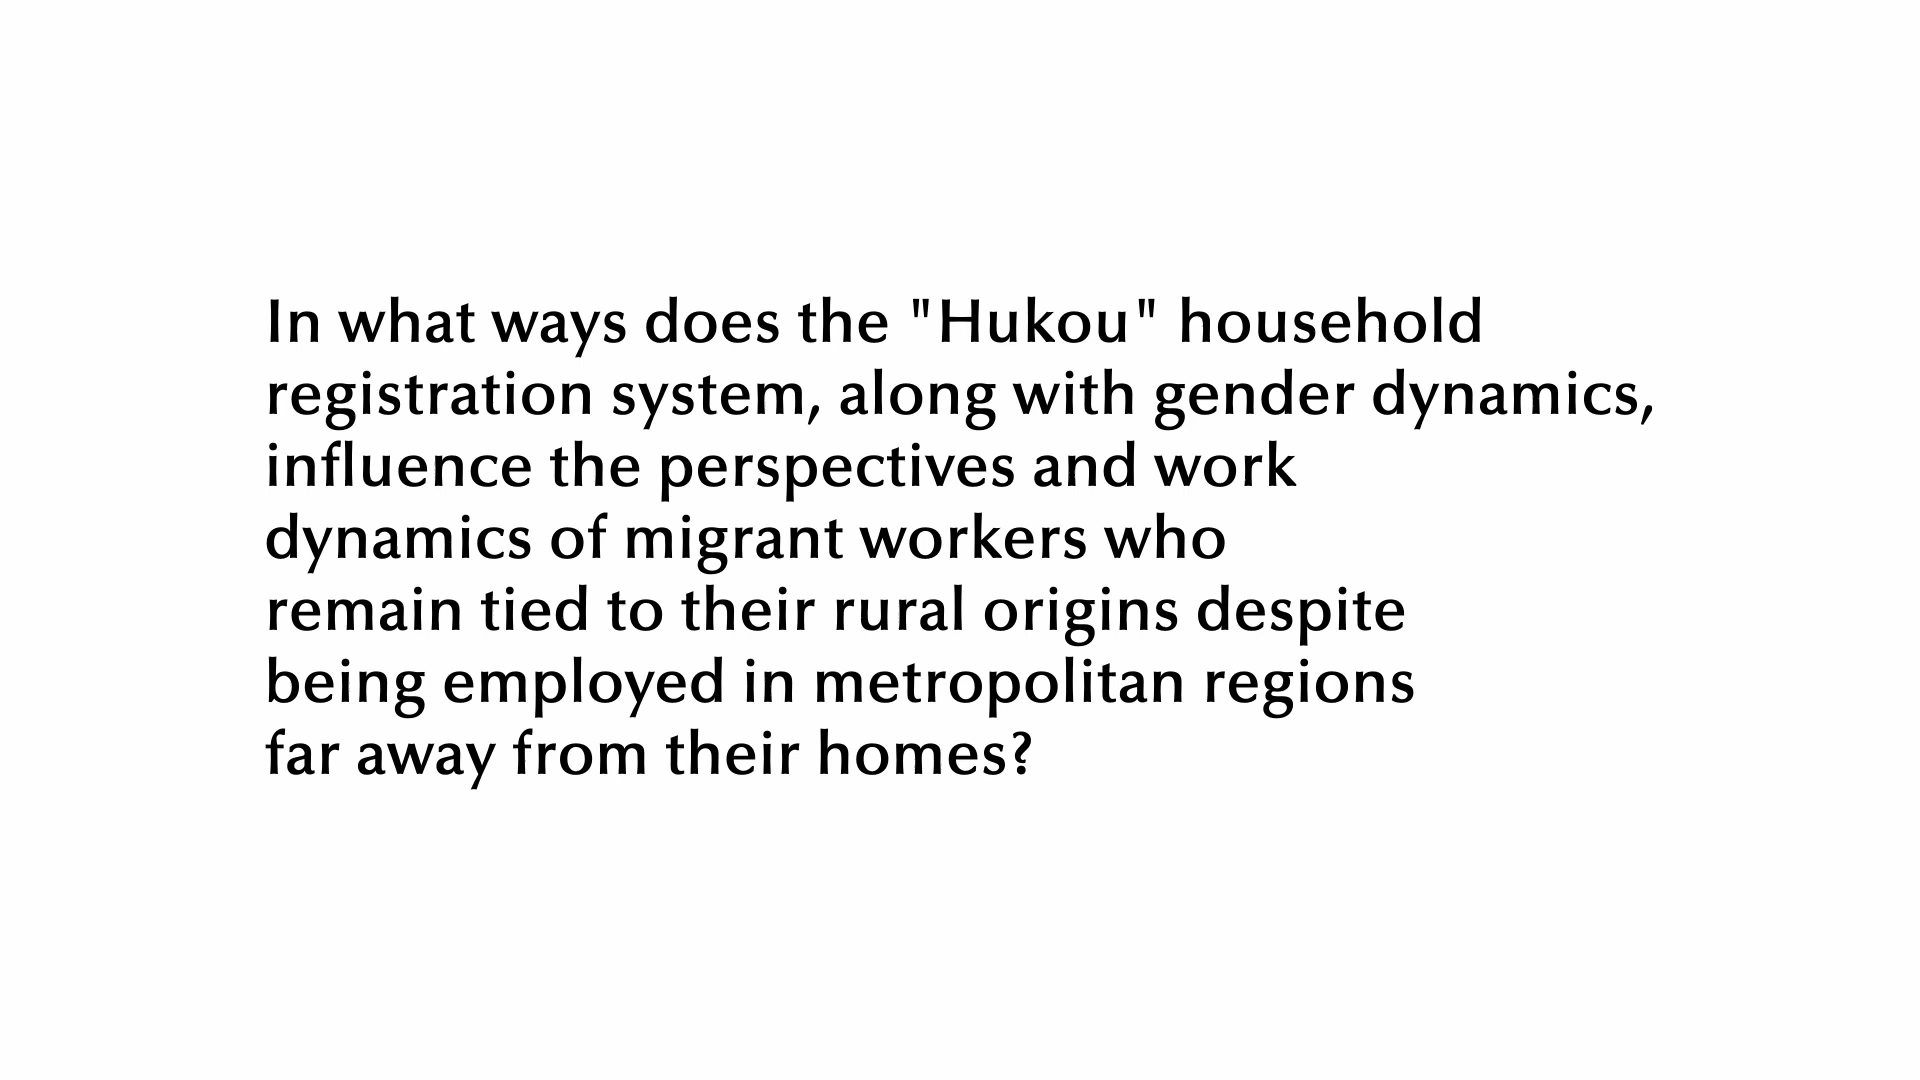 In what ways does the "Hukou" household
registration system, along with gender dynamics,
influence the perspectives and work
dynamics of migrant workers who
remain tied to their rural origins despite
being employed in metropolitan regions
far away from their homes?